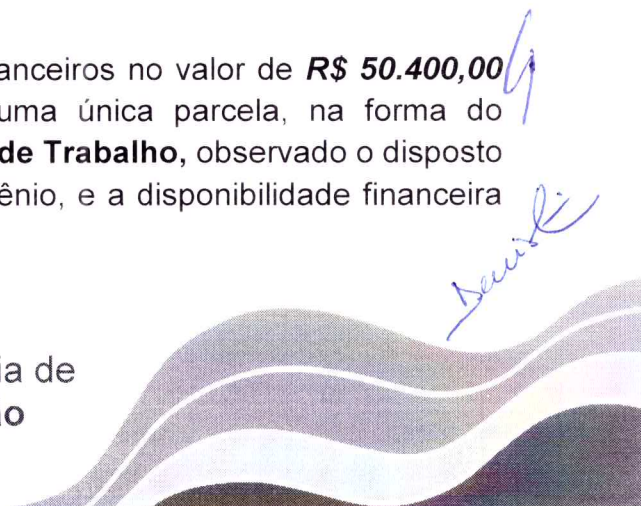 anceiros no valor de R$ 50.400,00
uma única parcela, na forma do
de Trabalho, observado o disposto
ênio, e a disponibilidade financeira
Denise
ia de
o